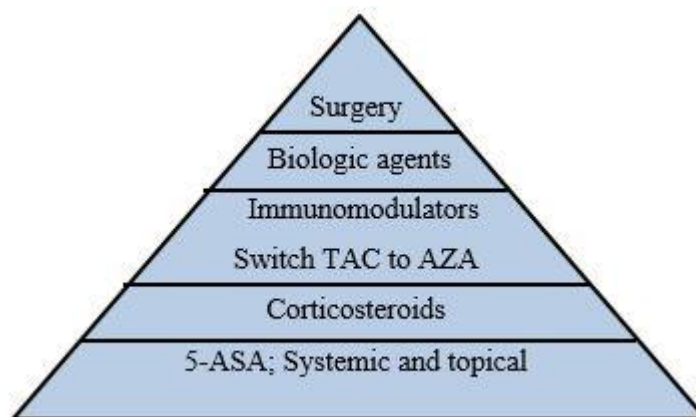 Surgery
Biologic agents
Immunomodulators
Switch TAC to AZA
Corticosteroids
5-ASA; Systemic and topical